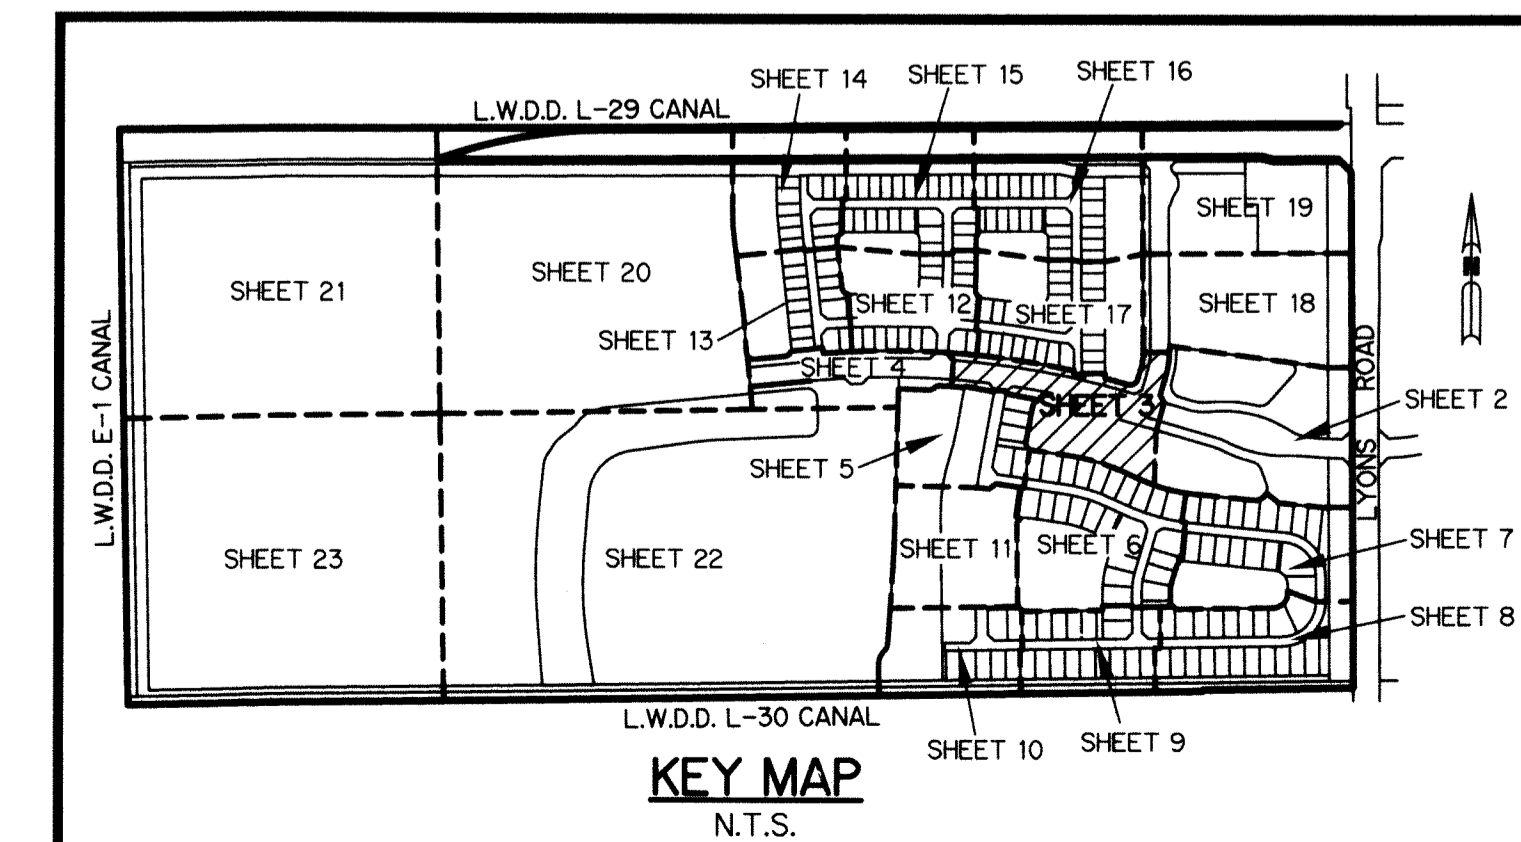 SHEET 14
SHEET 15
SHEET 16
L.W.D.D. L-29 CANAL
SHEET 19
SHEET 21
SHEET 20
SHEET 12
SHEET 17
SHEET 18
SHEET 13
L.W.D.D. E-1 CANAL
SHEET 4
LYONS ROAD
SHEET 3
SHEET 2
SHEET 5
N
SHEET 23
SHEET 22
SHEET 11
SHEET 6
SHEET 7
SHEET 8
L.W.D.D. L-30 CANAL
SHEET 10
SHEET 9
KEY MAP
N.T.S.